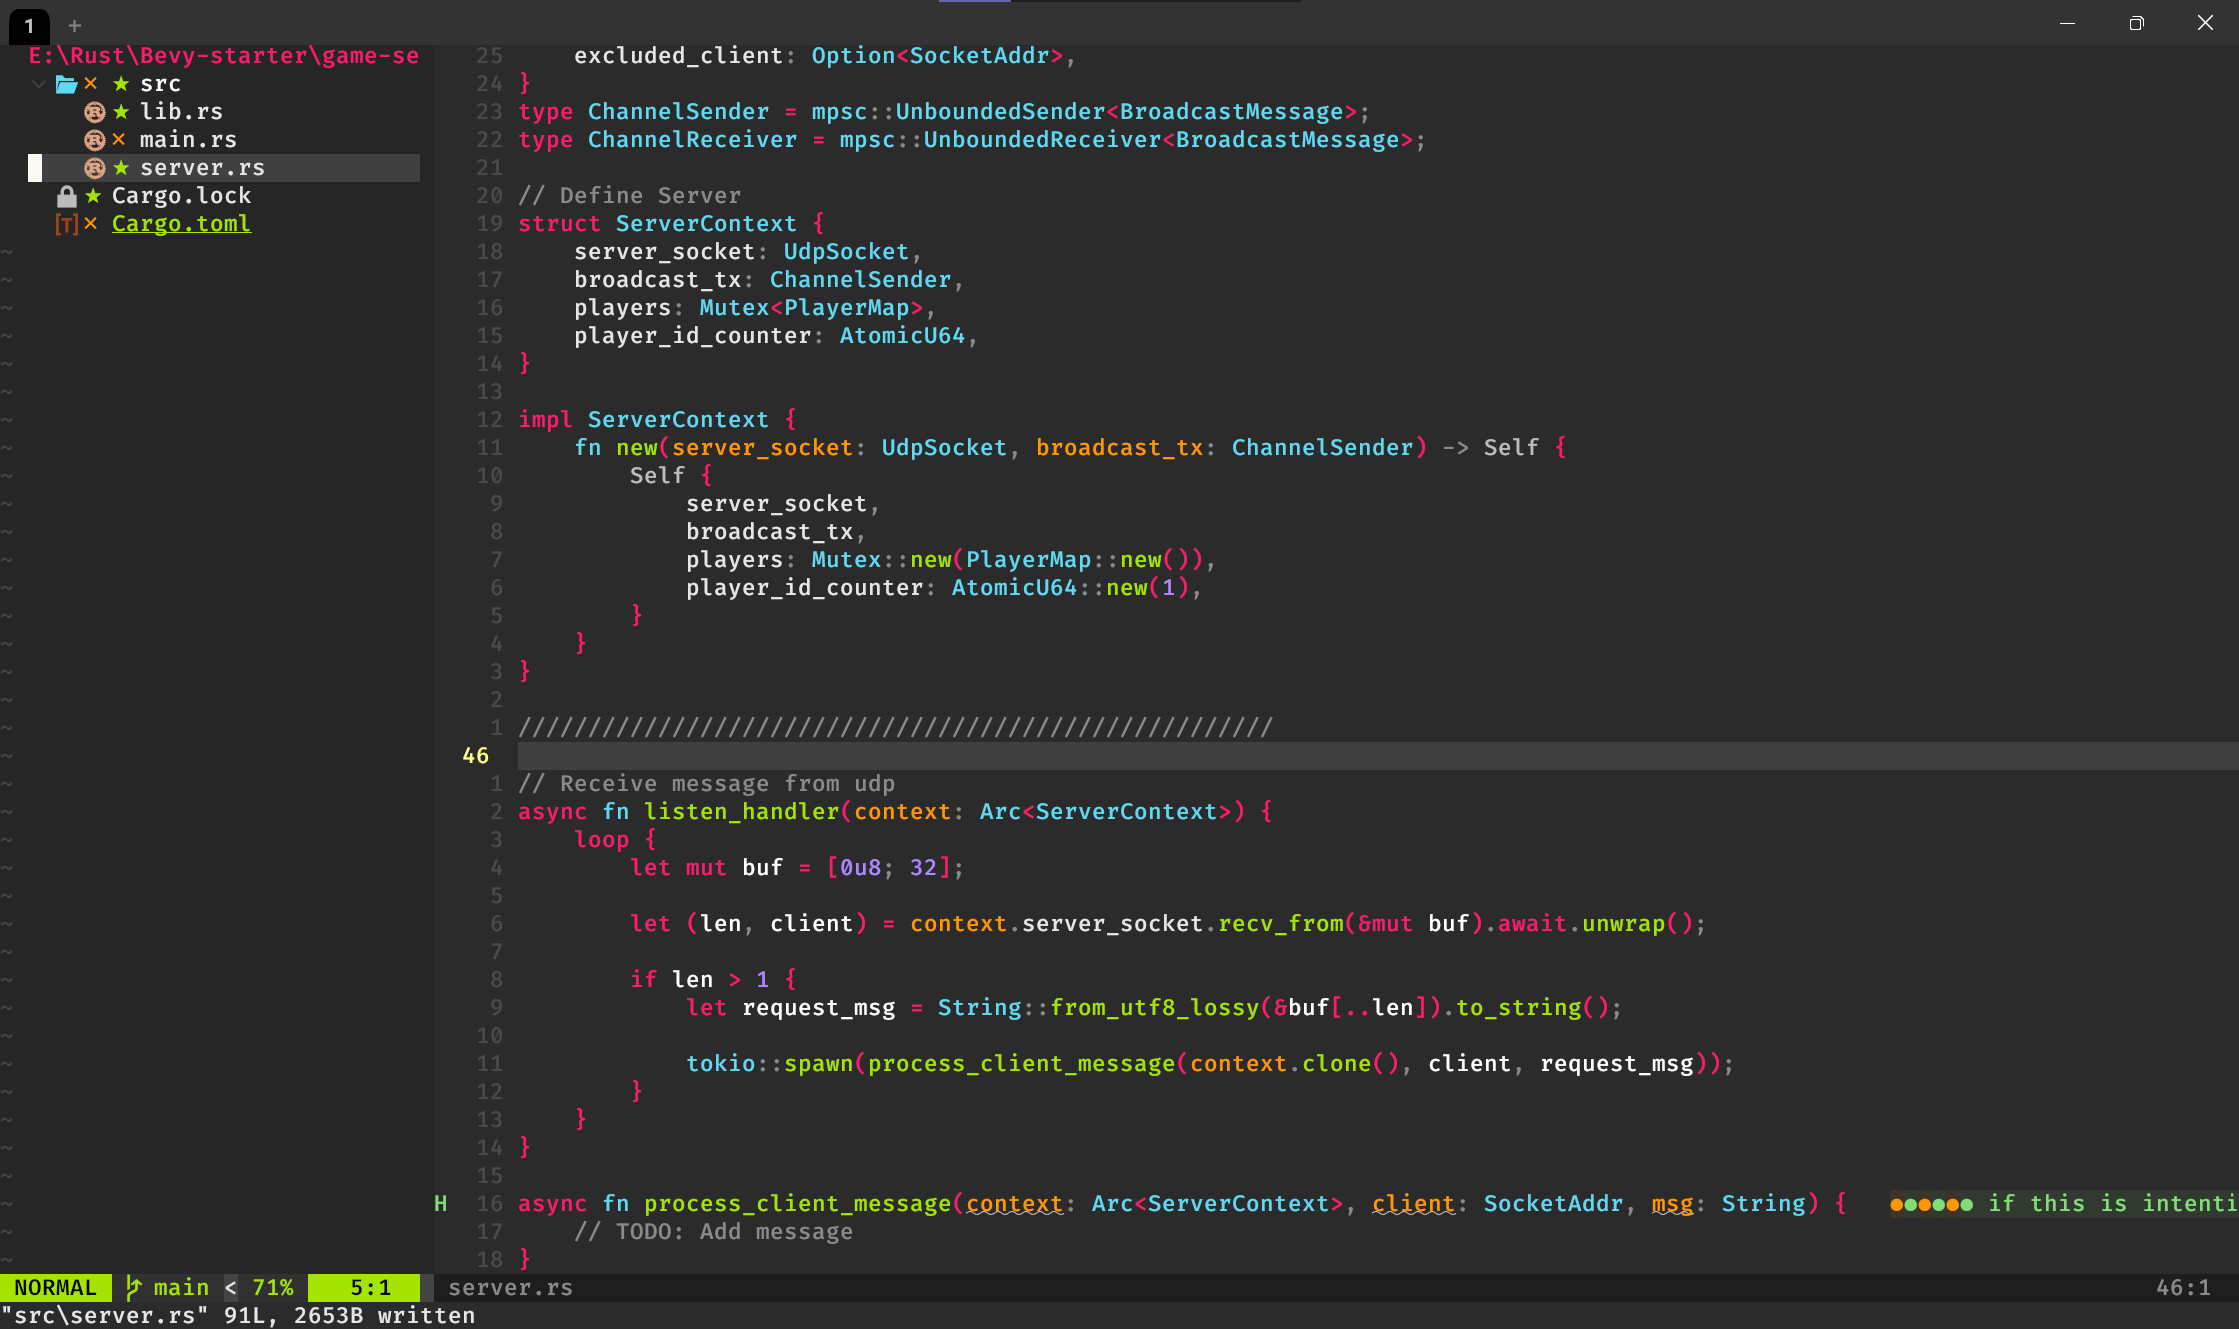 1 +
E:\Rust\Bevy-starter\game-se
src
lib.rs
main.rs
server.rs
Cargo.lock
[T] Cargo.toml
25     excluded_client: Option<SocketAddr>,
24 }
23 type ChannelSender = mpsc::UnboundedSender<BroadcastMessage>;
22 type ChannelReceiver = mpsc::UnboundedReceiver<BroadcastMessage>;
21
20 // Define Server
19 struct ServerContext {
18     server_socket: UdpSocket,
17     broadcast_tx: ChannelSender,
16     players: Mutex<PlayerMap>,
15     player_id_counter: AtomicU64,
14 }
13
12 impl ServerContext {
11     fn new(server_socket: UdpSocket, broadcast_tx: ChannelSender) -> Self {
10         Self {
9             server_socket,
8             broadcast_tx,
7             players: Mutex::new(PlayerMap::new()),
6             player_id_counter: AtomicU64::new(1),
5         }
4     }
3 }
2
1 //////////////////////////////////////////////////////
46
1 // Receive message from udp
2 async fn listen_handler(context: Arc<ServerContext>) {
3     loop {
4         let mut buf = [0u8; 32];
5
6         let (len, client) = context.server_socket.recv_from(&mut buf).await.unwrap();
7
8         if len > 1 {
9             let request_msg = String::from_utf8_lossy(&buf[..len]).to_string();
10
11             tokio::spawn(process_client_message(context.clone(), client, request_msg));
12         }
13     }
14 }
15
H 16 async fn process_client_message(context: Arc<ServerContext>, client: SocketAddr, msg: String) { ●●●●●● if this is intenti
17     // TODO: Add message
18 }
NORMAL main < 71% 5:1 server.rs 46:1
"src\server.rs" 91L, 2653B written